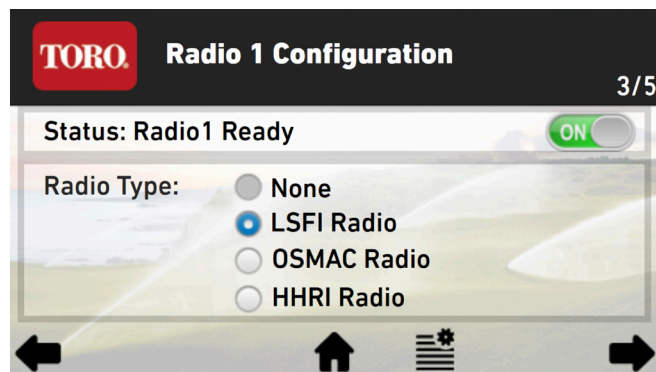 TORO.
Radio 1 Configuration
3/5
Status: Radio1 Ready
ON
Radio Type:
None
LSFI Radio
OSMAC Radio
HHRI Radio